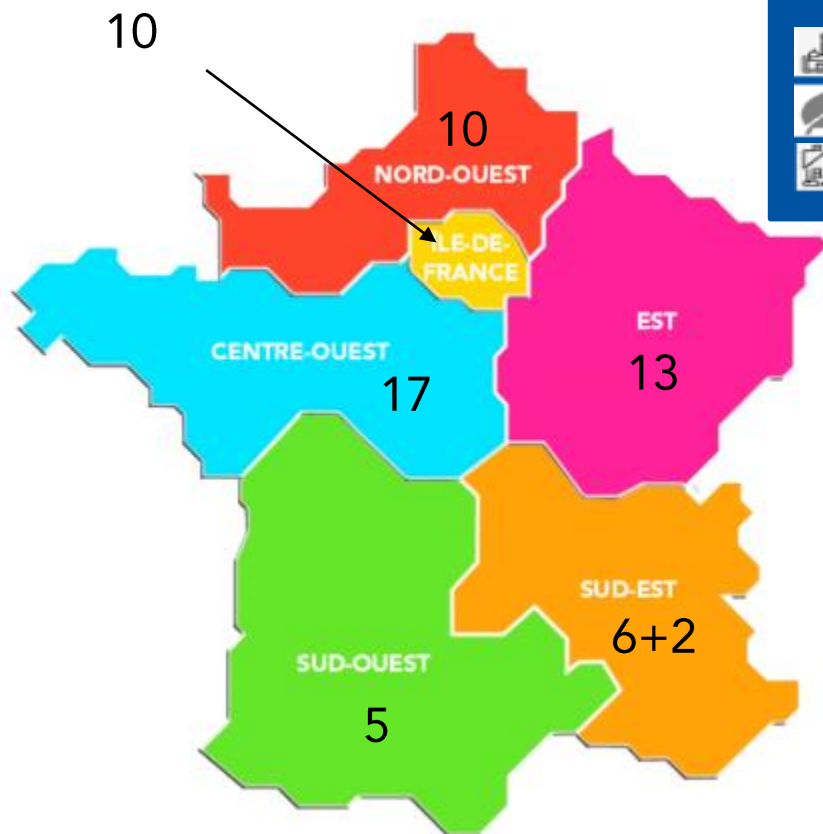 10
10
NORD-OUEST
ÎLE-DE-
FRANCE
EST
13
CENTRE-OUEST
17
SUD-EST
6+2
SUD-OUEST
5